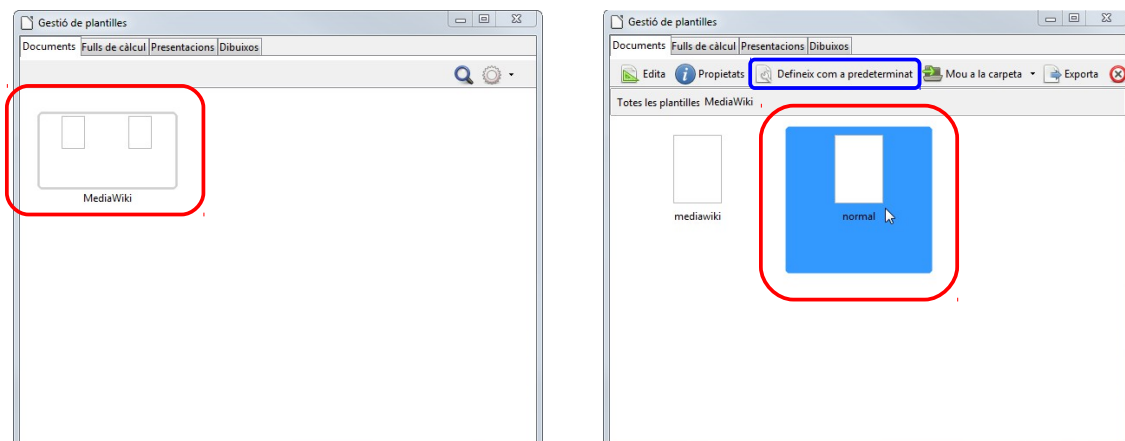 Gestió de plantilles
Documents Fulls de càlcul Presentacions Dibuixos
MediaWiki
Gestió de plantilles
Documents Fulls de càlcul Presentacions Dibuixos
Edita Propietats Defineix com a predeterminat Mou a la carpeta Exporta
Totes les plantilles MediaWiki
mediawiki normal